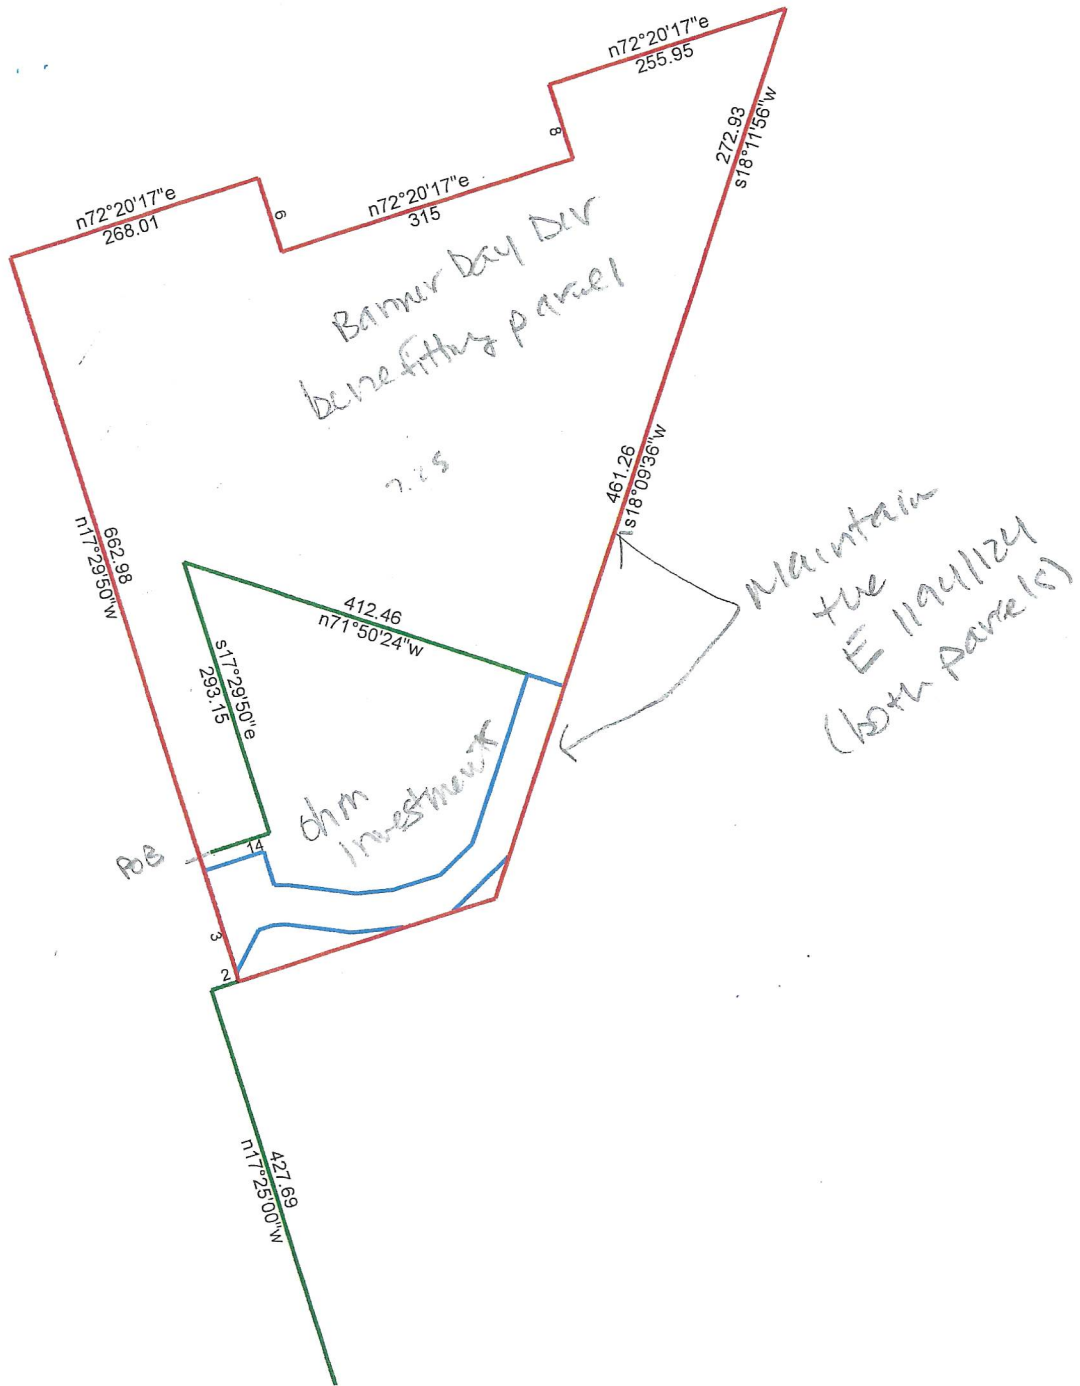 n72°20'17"e
255.95
8
272.93
s18°11'56"w
n72°20'17"e
268.01
6
n72°20'17"e
315
Banner Day Dev
benefitting parcel
461.26
s18°09'36"w
662.98
n17°29'50"w
Maintain
the
(both parcels)
412.46
n71°50'24"w
s17°29'50"e
293.15
ohm
Investments
14
POB
3
2
427.69
n17°25'00"w